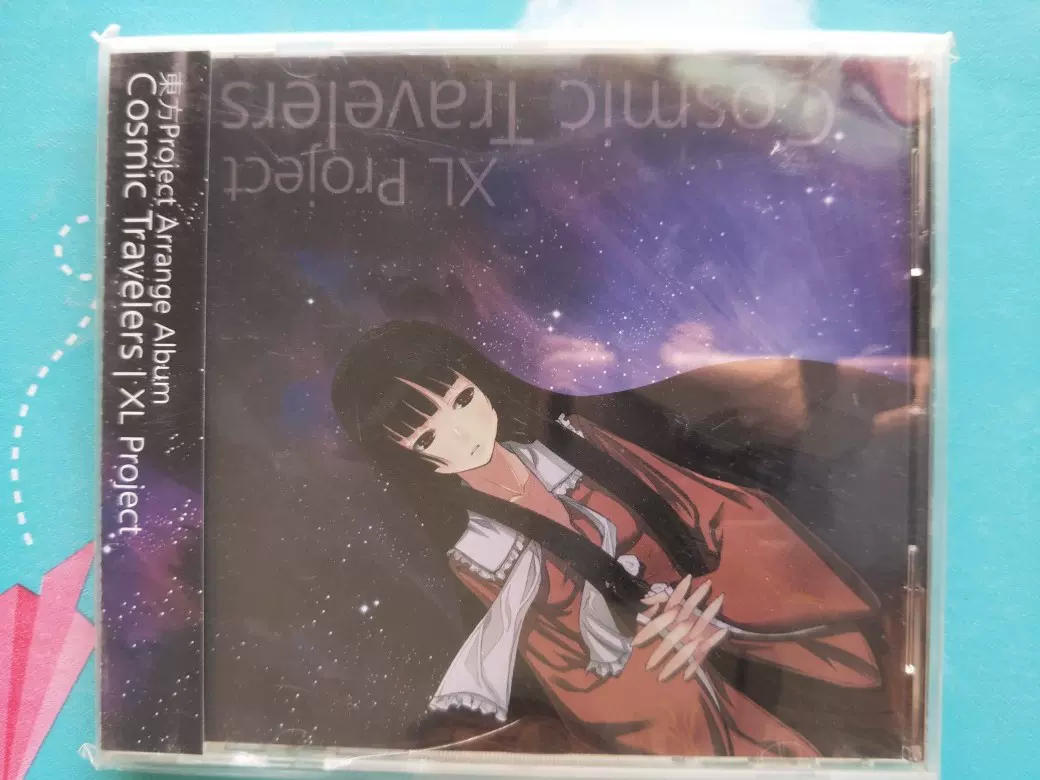 東方Project Arrange Album
Cosmic Travelers | XL Project
Cosmic Travelers
XL Project